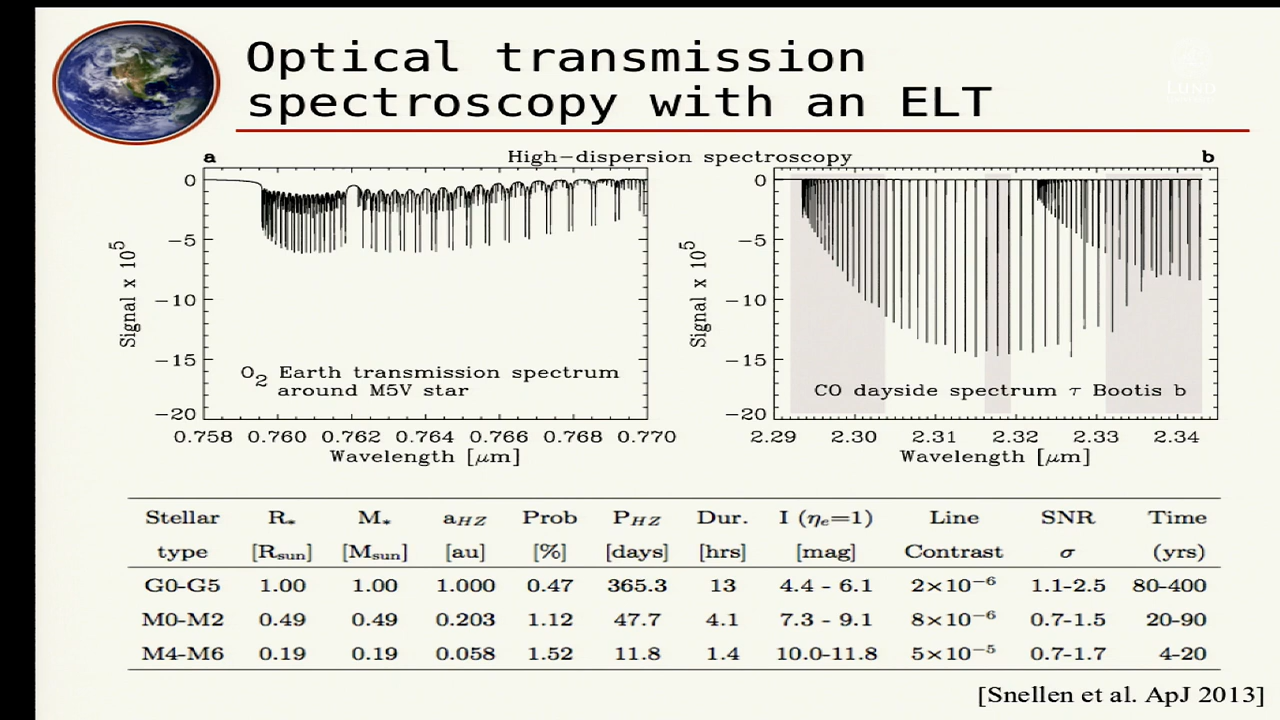 Optical transmission
spectroscopy with an ELT
LUND
a
High-dispersion spectroscopy
b
Signal x 10⁵
0
-5
-10
-15
-20
O₂ Earth transmission spectrum
around M5V star
0.758 0.760 0.762 0.764 0.766 0.768 0.770
Wavelength [μm]
Signal x 10⁵
0
-5
-10
-15
-20
CO dayside spectrum τ Bootis b
2.29 2.30 2.31 2.32 2.33 2.34
Wavelength [μm]
Stellar R* M* a_HZ Prob P_HZ Dur. I (ηₑ=1) Line SNR Time
type [R_sun] [M_sun] [au] [%] [days] [hrs] [mag] Contrast σ (yrs)
G0-G5 1.00 1.00 1.000 0.47 365.3 13 4.4 - 6.1 2×10⁻⁶ 1.1-2.5 80-400
M0-M2 0.49 0.49 0.203 1.12 47.7 4.1 7.3 - 9.1 8×10⁻⁶ 0.7-1.5 20-90
M4-M6 0.19 0.19 0.058 1.52 11.8 1.4 10.0-11.8 5×10⁻⁵ 0.7-1.7 4-20
[Snellen et al. ApJ 2013]